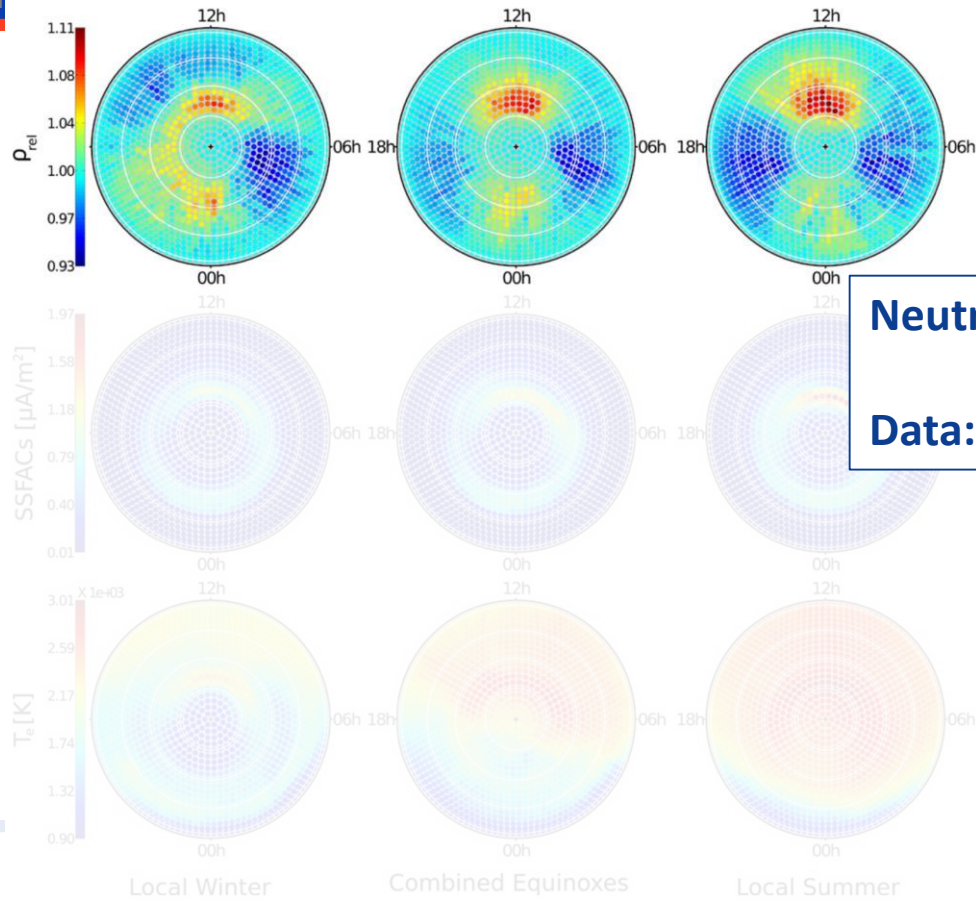 12h 12h 12h
1.11
1.08
1.04
ρrel
1.00
0.97
0.93
06h 18h 06h 18h 06h
00h 00h 00h
12h 12h 12h
1.97
1.58
1.18
SSFACs [μA/m²]
0.79
0.40
0.01
06h 18h 06h 18h
00h 00h 00h
Neutr
Data:
12h 12h 12h
3.01 X 1e+03
2.59
2.17
Te[K]
1.74
1.32
0.90
06h 18h 06h 18h 06h
00h 00h 00h
Local Winter Combined Equinoxes Local Summer